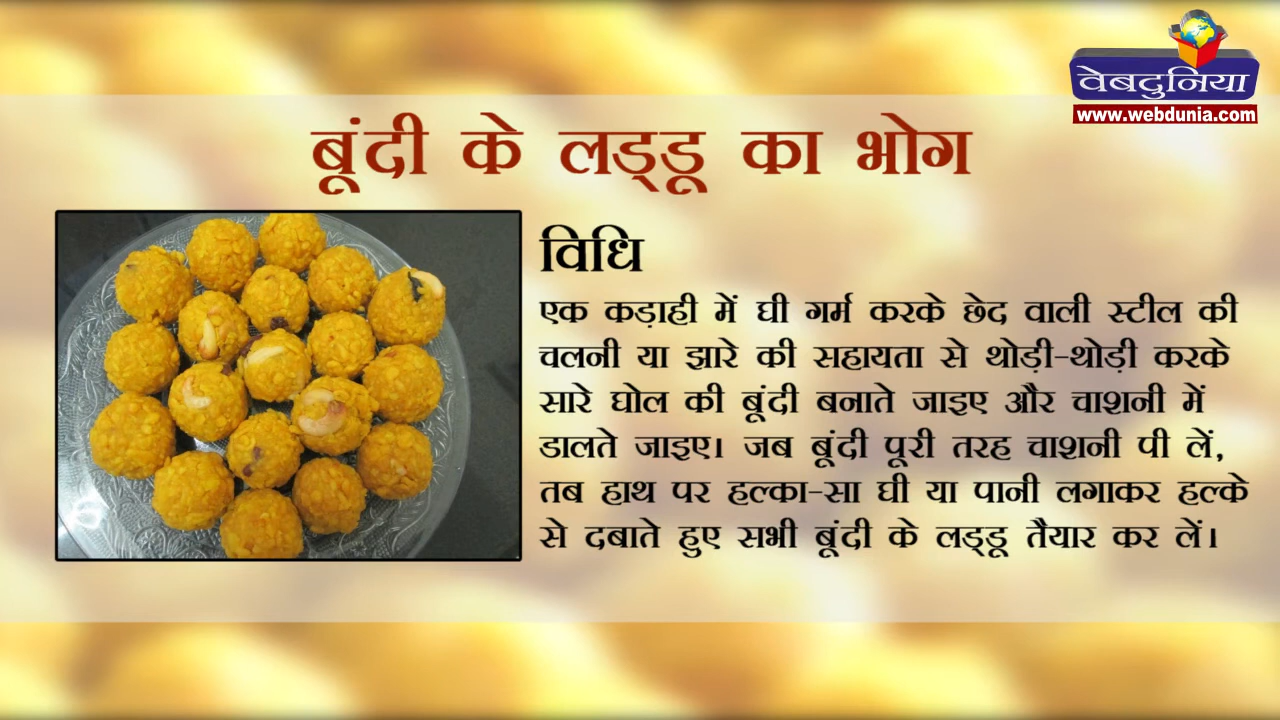 वेबदुनिया
www.webdunia.com
बूंदी के लड्डू का भोग
विधि
एक कड़ाही में घी गर्म करके छेद वाली स्टील की
चलनी या झारे की सहायता से थोड़ी-थोड़ी करके
सारे घोल की बूंदी बनाते जाइए और चाशनी में
डालते जाइए। जब बूंदी पूरी तरह चाशनी पी लें,
तब हाथ पर हल्का-सा घी या पानी लगाकर हल्के
से दबाते हुए सभी बूंदी के लड्डू तैयार कर लें।